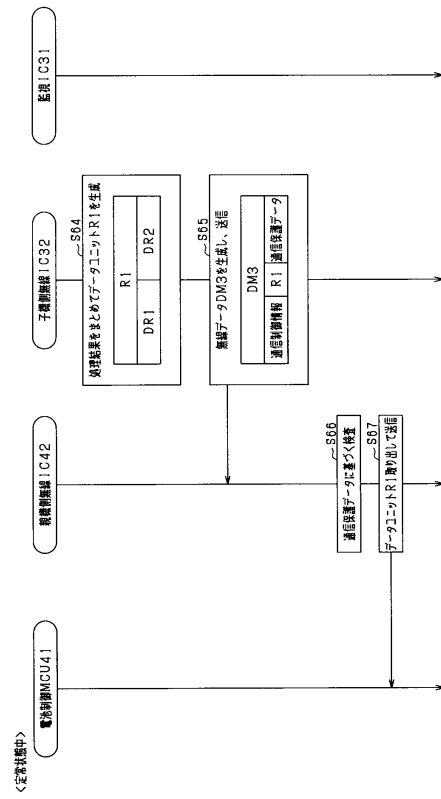 <定常状態中>
電池制御MCU41
親機側無線IC42
子機側無線IC32
監視IC31
S64
処理結果をまとめてデータユニットR1を生成
R1
DR1
DR2
S65
無線データDM3を生成し、送信
DM3
通信制御情報
R1
通信保護データ
S66
通信保護データに基づく検査
S67
データユニットR1取り出して送信